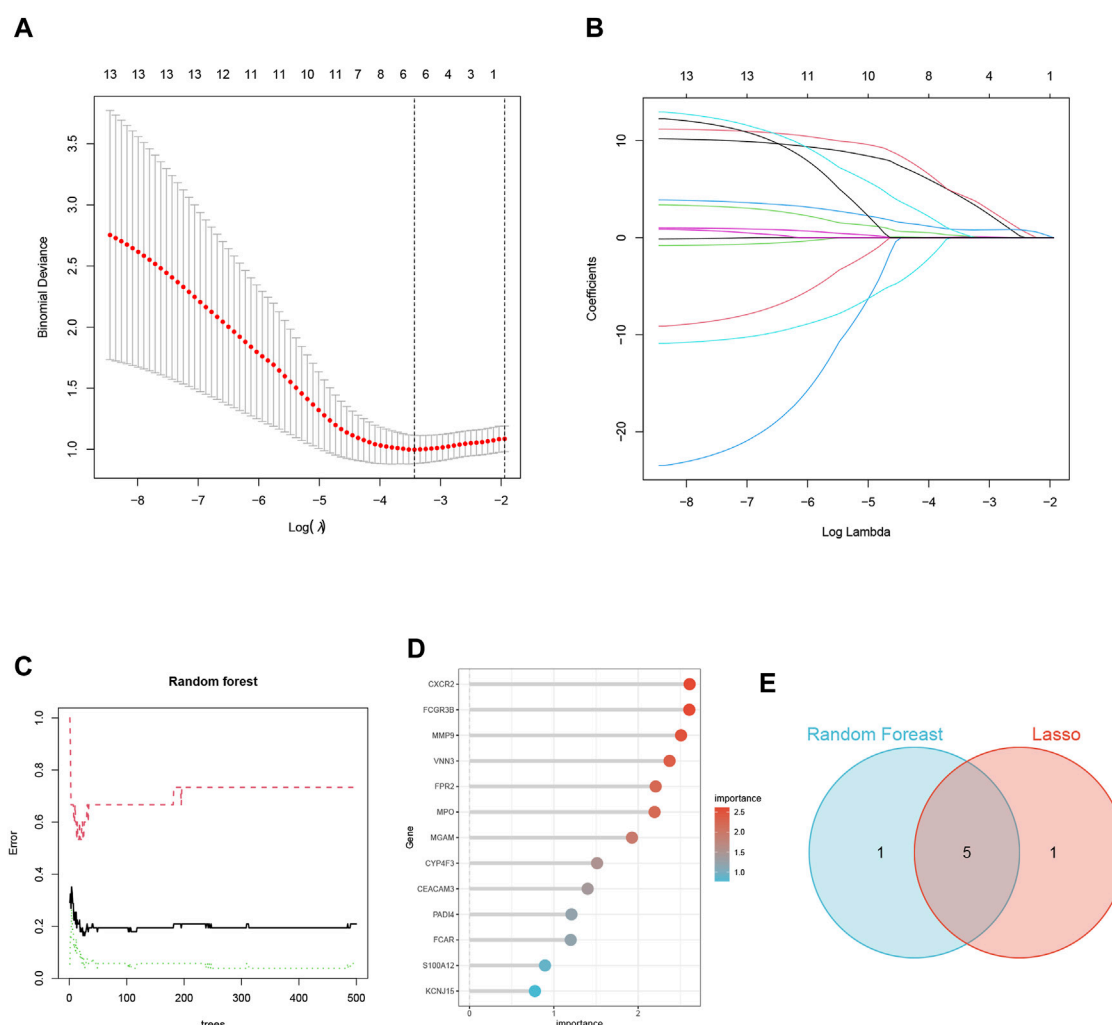 A
13 13 13 13 12 11 11 10 11 7 8 6 6 4 3 1
Binomial Deviance
3.5
3.0
2.5
2.0
1.5
1.0
−8 −7 −6 −5 −4 −3 −2
Log(λ)
B
13 13 11 10 8 4 1
Coefficients
10
0
−10
−20
−8 −7 −6 −5 −4 −3 −2
Log Lambda
C
Random forest
Error
1.0
0.8
0.6
0.4
0.2
0.0
0 100 200 300 400 500
trees
D
Gene
CXCR2
FCGR3B
MMP9
VNN3
FPR2
MPO
MGAM
CYP4F3
CEACAM3
PADI4
FCAR
S100A12
KCNJ15
0 1 2
importance
importance
2.5
2.0
1.5
1.0
E
Random Foreast Lasso
1 5 1